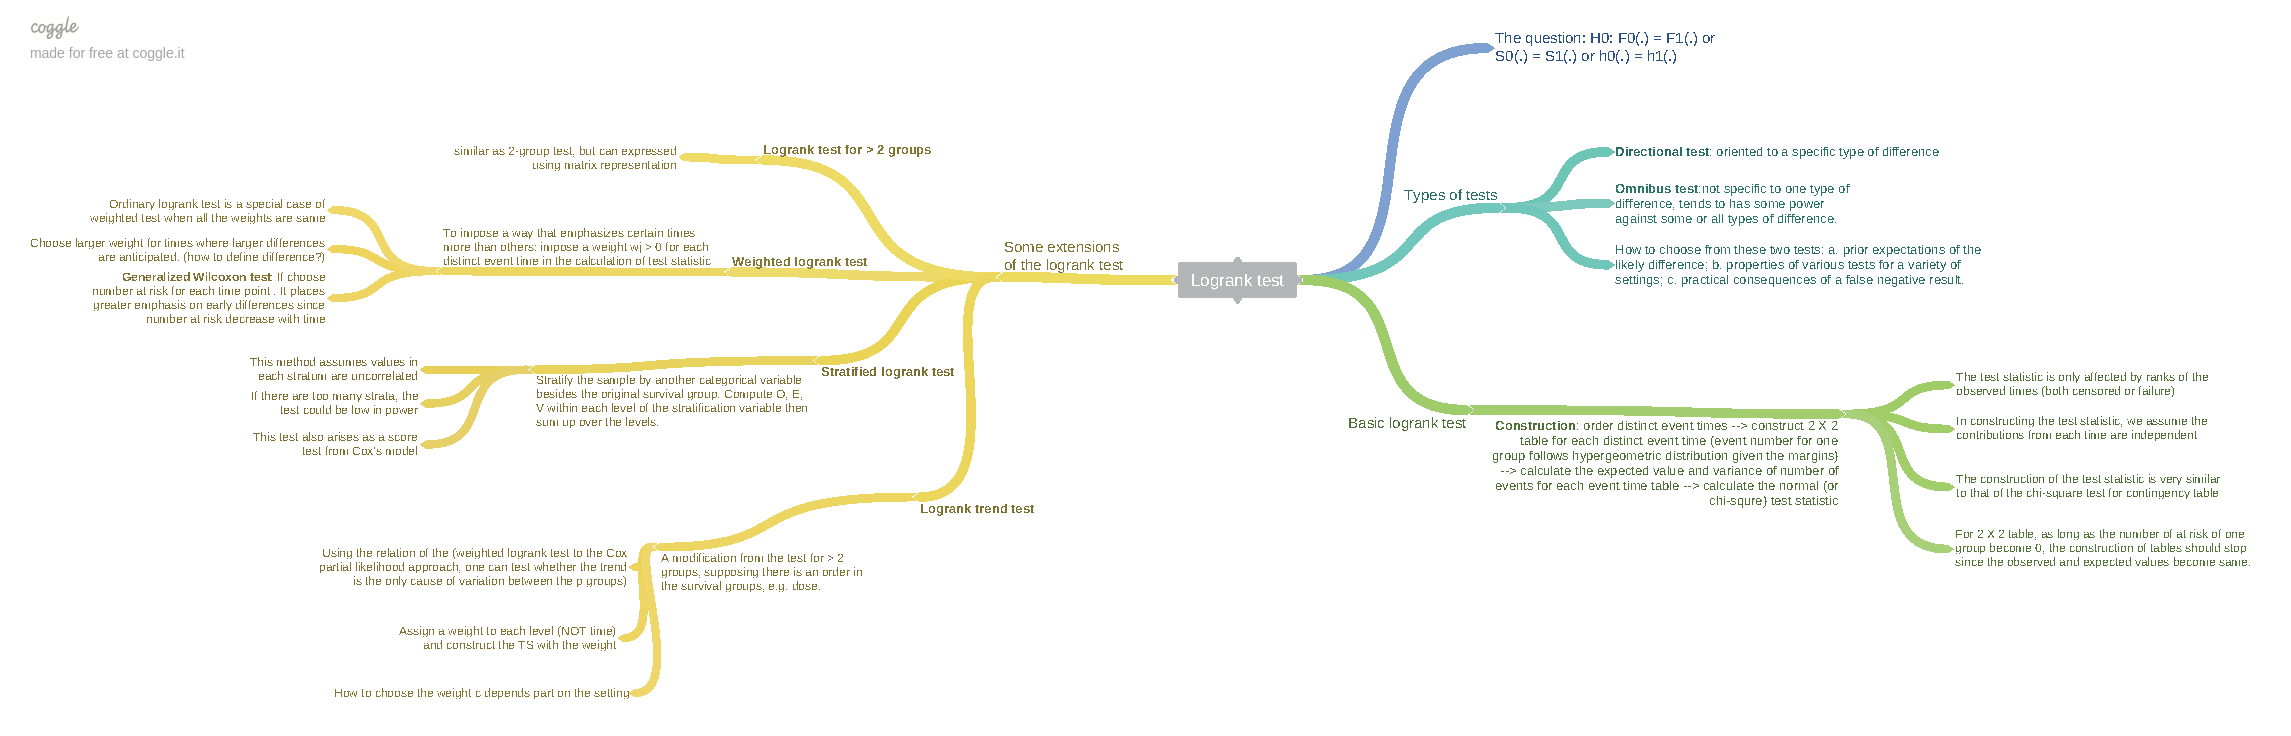 coggle
made for free at coggle.it
Logrank test
The question: H0: F0(.) = F1(.) or
S0(.) = S1(.) or h0(.) = h1(.)
Types of tests
Directional test: oriented to a specific type of difference
Omnibus test:not specific to one type of
difference, tends to has some power
against some or all types of difference.
How to choose from these two tests: a. prior expectations of the
likely difference; b. properties of various tests for a variety of
settings; c. practical consequences of a false negative result.
Basic logrank test
Construction: order distinct event times --> construct 2 X 2
table for each distinct event time (event number for one
group follows hypergeometric distribution given the margins)
--> calculate the expected value and variance of number of
events for each event time table --> calculate the normal (or
chi-squre) test statistic
The test statistic is only affected by ranks of the
observed times (both censored or failure)
In constructing the test statistic, we assume the
contributions from each time are independent
The construction of the test statistic is very similar
to that of the chi-square test for contingency table
For 2 X 2 table, as long as the number of at risk of one
group become 0, the construction of tables should stop
since the observed and expected values become same.
Some extensions
of the logrank test
Logrank test for > 2 groups
similar as 2-group test, but can expressed
using matrix representation
Weighted logrank test
To impose a way that emphasizes certain times
more than others: impose a weight wj > 0 for each
distinct event time in the calculation of test statistic
Ordinary logrank test is a special case of
weighted test when all the weights are same
Choose larger weight for times where larger differences
are anticipated. (how to define difference?)
Generalized Wilcoxon test: If choose
number at risk for each time point . It places
greater emphasis on early differences since
number at risk decrease with time
Stratified logrank test
Stratify the sample by another categorical variable
besides the original survival group. Compute O, E,
V within each level of the stratification variable then
sum up over the levels.
This method assumes values in
each stratum are uncorrelated
If there are too many strata, the
test could be low in power
This test also arises as a score
test from Cox's model
Logrank trend test
A modification from the test for > 2
groups, supposing there is an order in
the survival groups, e.g. dose.
Using the relation of the (weighted logrank test to the Cox
partial likelihood approach, one can test whether the trend
is the only cause of variation between the p groups)
Assign a weight to each level (NOT time)
and construct the TS with the weight
How to choose the weight c depends part on the setting